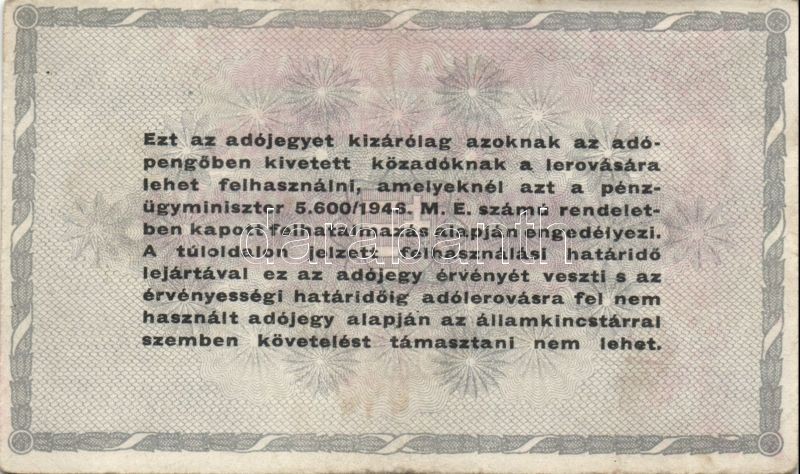 Ezt az adójegyet kizárólag azoknak az adó-
pengőben kivetett közadóknak a lerovására
lehet felhasználni, amelyeknél azt a pénz-
ügyminiszter 5.600/1946. M. E. számú rendelet-
ben kapott felhatalmazás alapján engedélyezi.
A túloldalon jelzett felhasználási határidő
lejártával ez az adójegy érvényét veszti s az
érvényességi határidőig adólerovásra fel nem
használt adójegy alapján az államkincstárral
szemben követelést támasztani nem lehet.
darabanth